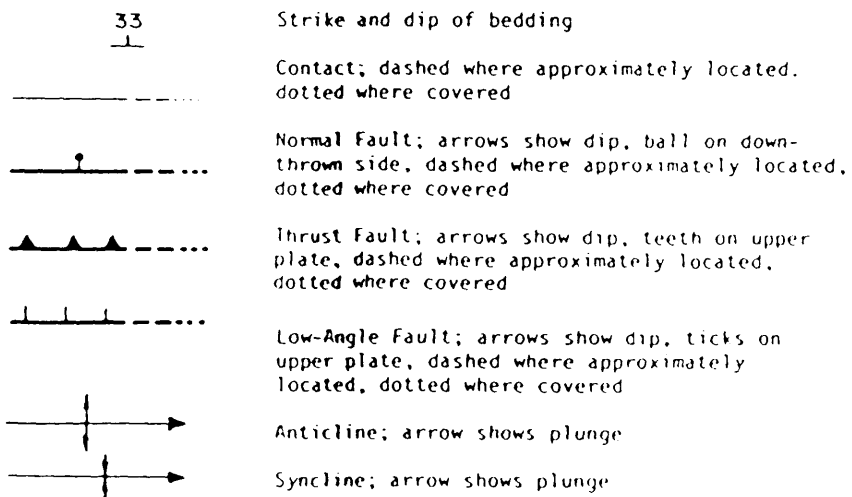 33
Strike and dip of bedding
Contact; dashed where approximately located.
dotted where covered
Normal Fault; arrows show dip, ball on down-
thrown side, dashed where approximately located,
dotted where covered
Thrust Fault; arrows show dip, teeth on upper
plate, dashed where approximately located,
dotted where covered
Low-Angle Fault; arrows show dip, ticks on
upper plate, dashed where approximately
located, dotted where covered
Anticline; arrow shows plunge
Syncline; arrow shows plunge